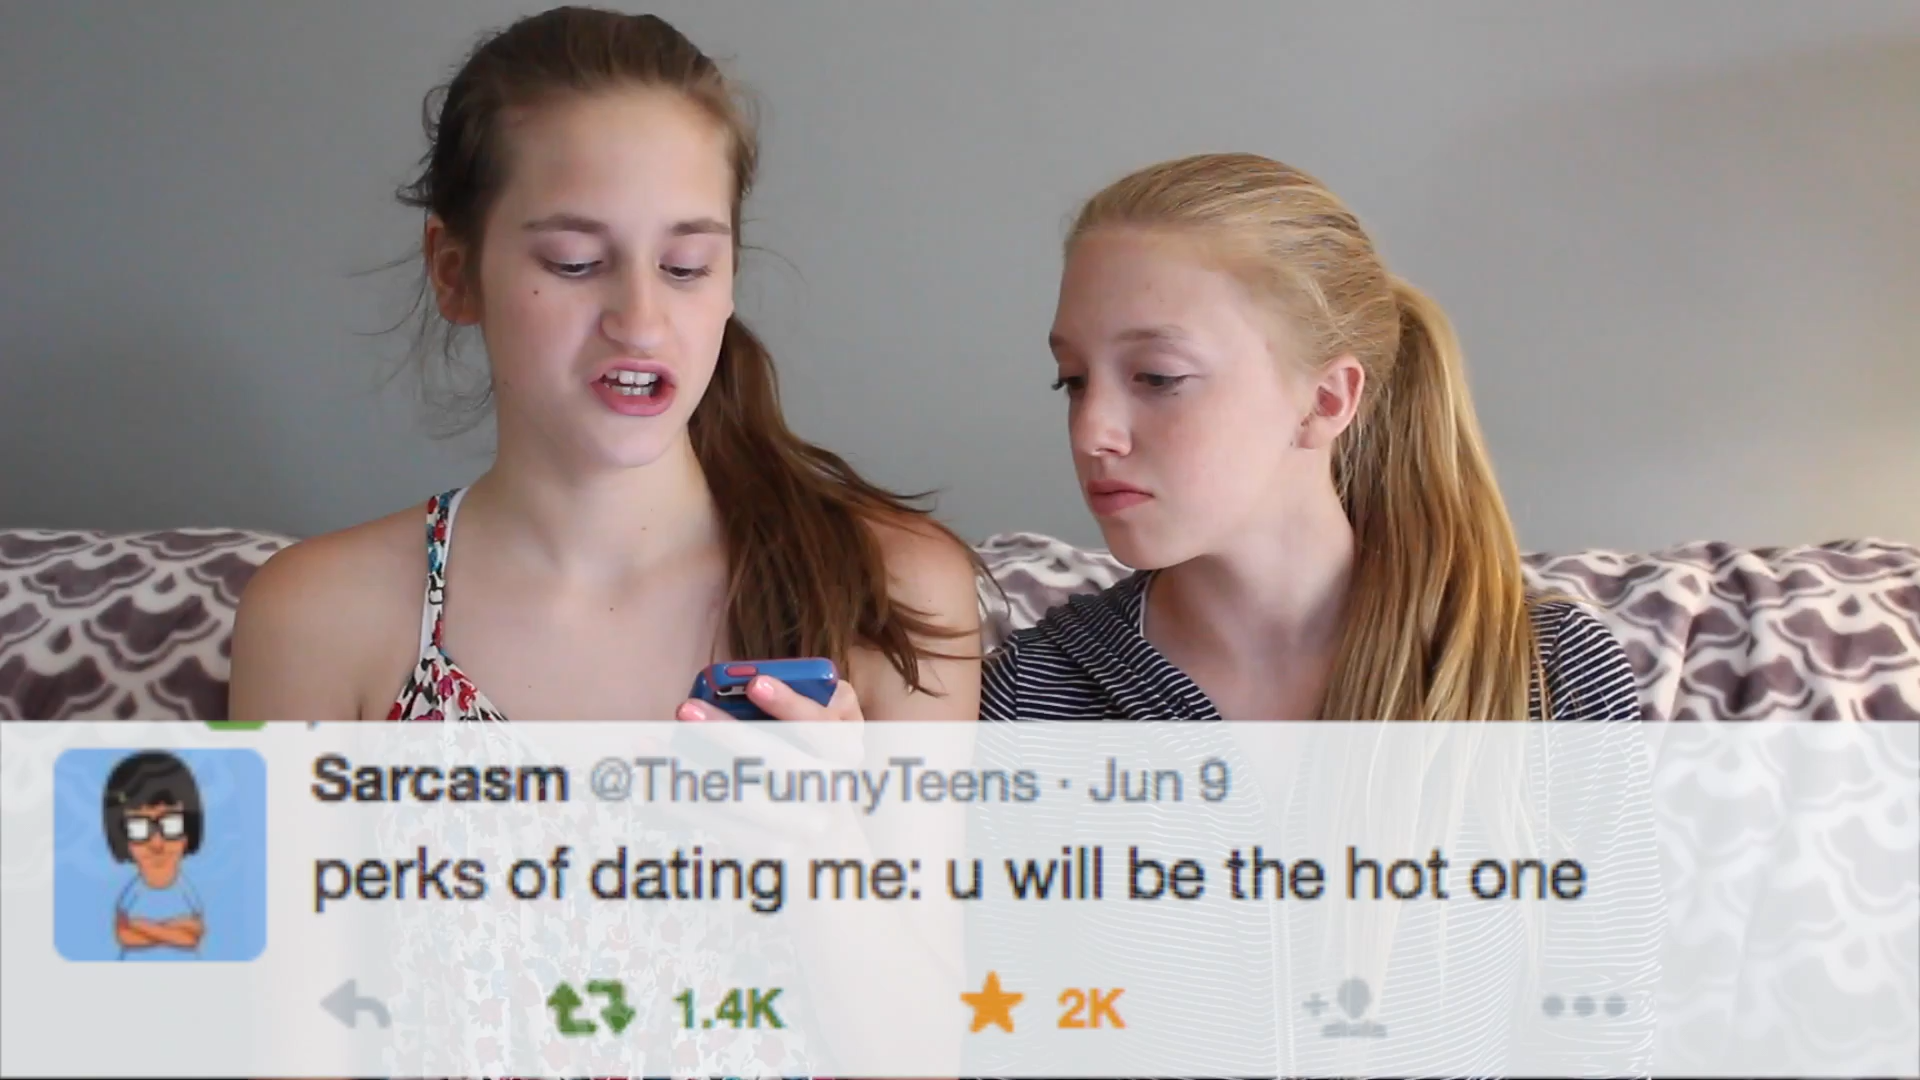 Sarcasm @TheFunnyTeens · Jun 9
perks of dating me: u will be the hot one
1.4K 2K